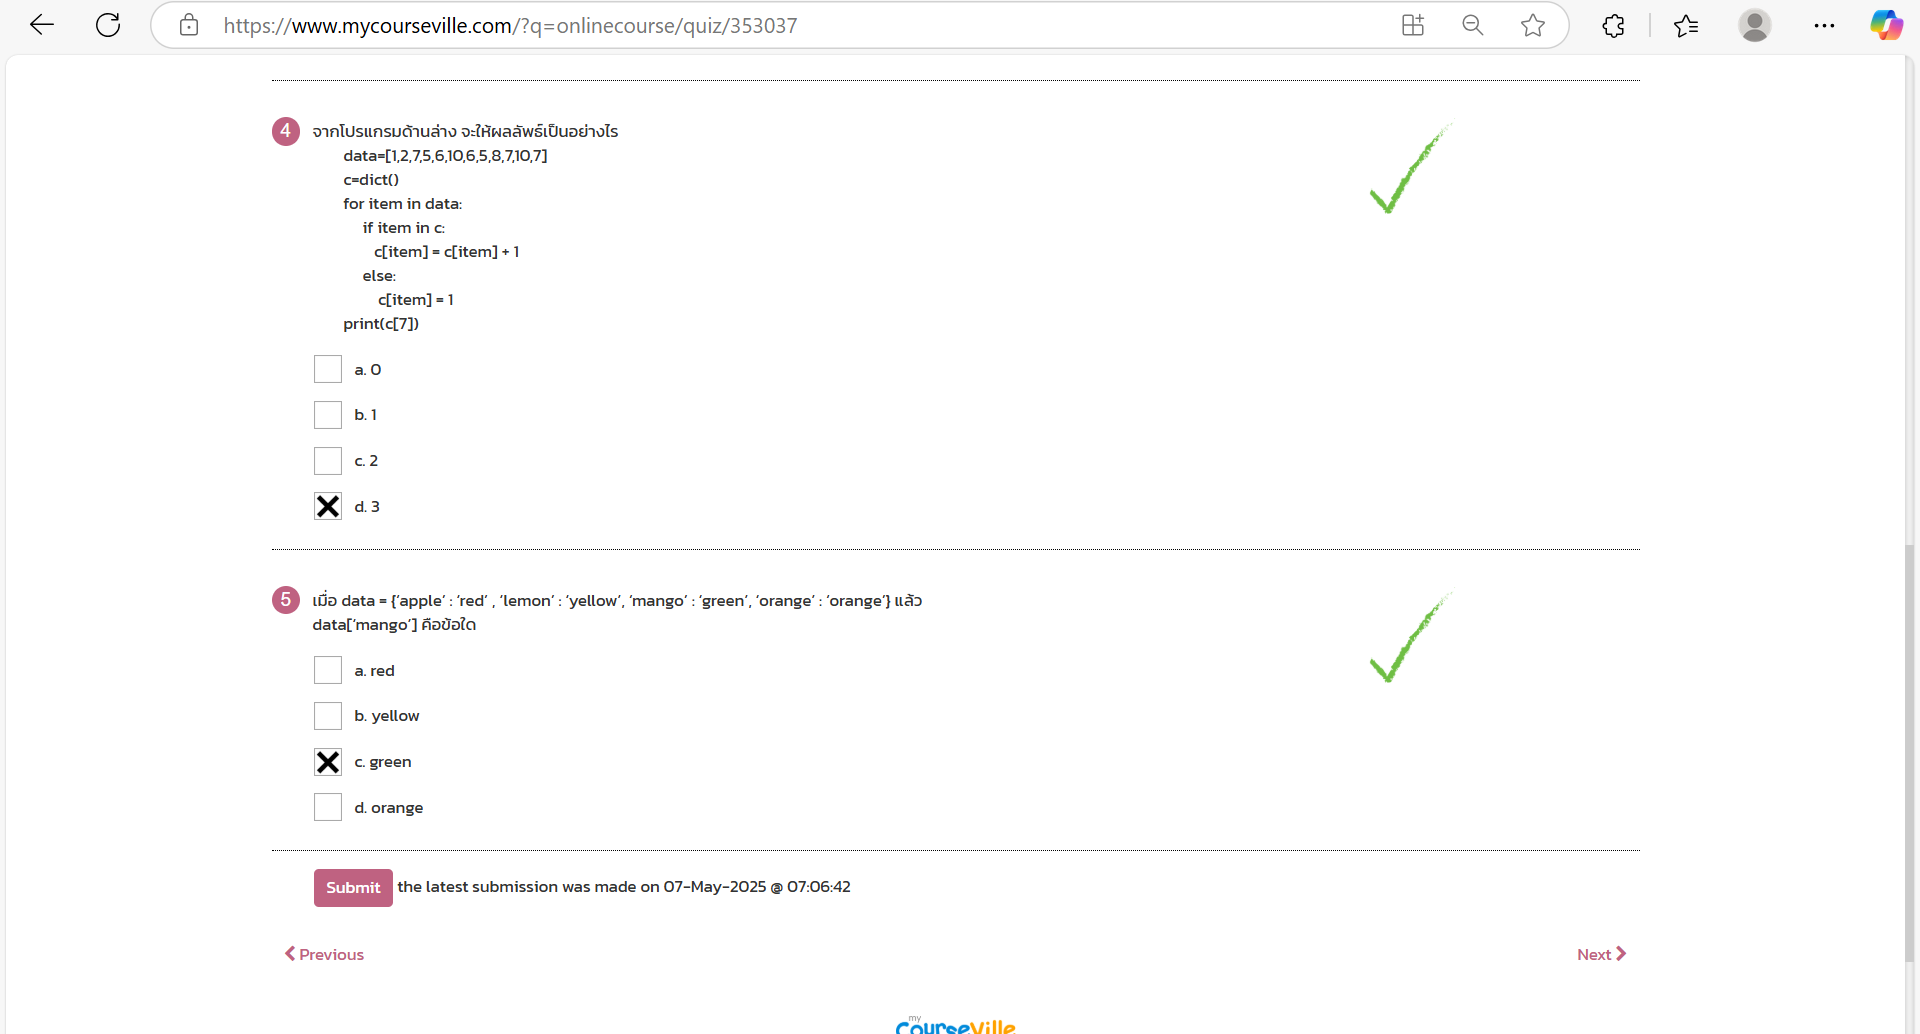 https://www.mycourseville.com/?q=onlinecourse/quiz/353037
4 จากโปรแกรมด้านล่าง จะให้ผลลัพธ์เป็นอย่างไร
data=[1,2,7,5,6,10,6,5,8,7,10,7]
c=dict()
for item in data:
if item in c:
c[item] = c[item] + 1
else:
c[item] = 1
print(c[7])
a. 0
b. 1
c. 2
d. 3
5 เมื่อ data = {‘apple’ : ‘red’ , ‘lemon’ : ‘yellow’, ‘mango’ : ‘green’, ‘orange’ : ‘orange’} แล้ว
data[‘mango’] คือข้อใด
a. red
b. yellow
c. green
d. orange
Submit the latest submission was made on 07-May-2025 @ 07:06:42
Previous Next
my
CourseVille